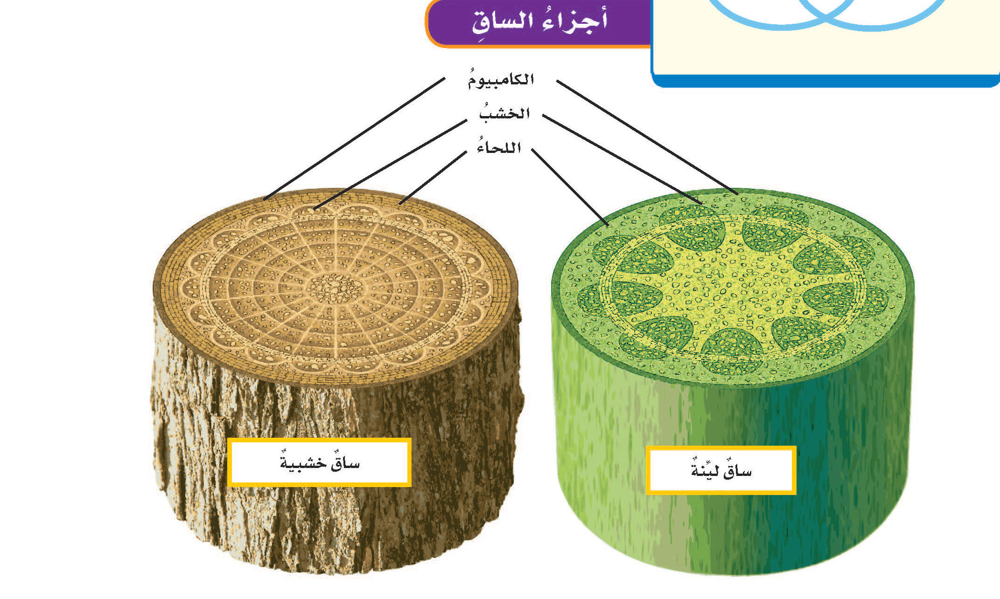 أجزاءُ الساقِ
الكامبيومُ
الخشبُ
اللحاءُ
ساقٌ ليِّنةٌ
ساقٌ خشبيةٌ